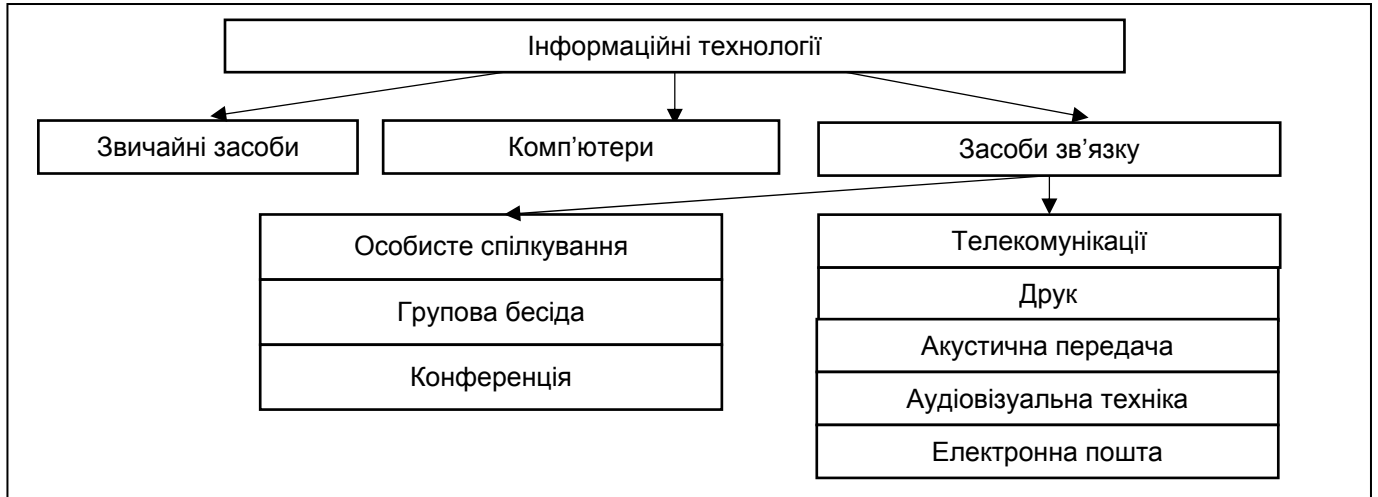 Інформаційні технології
Звичайні засоби
Комп’ютери
Засоби зв’язку
Особисте спілкування
Групова бесіда
Конференція
Телекомунікації
Друк
Акустична передача
Аудіовізуальна техніка
Електронна пошта